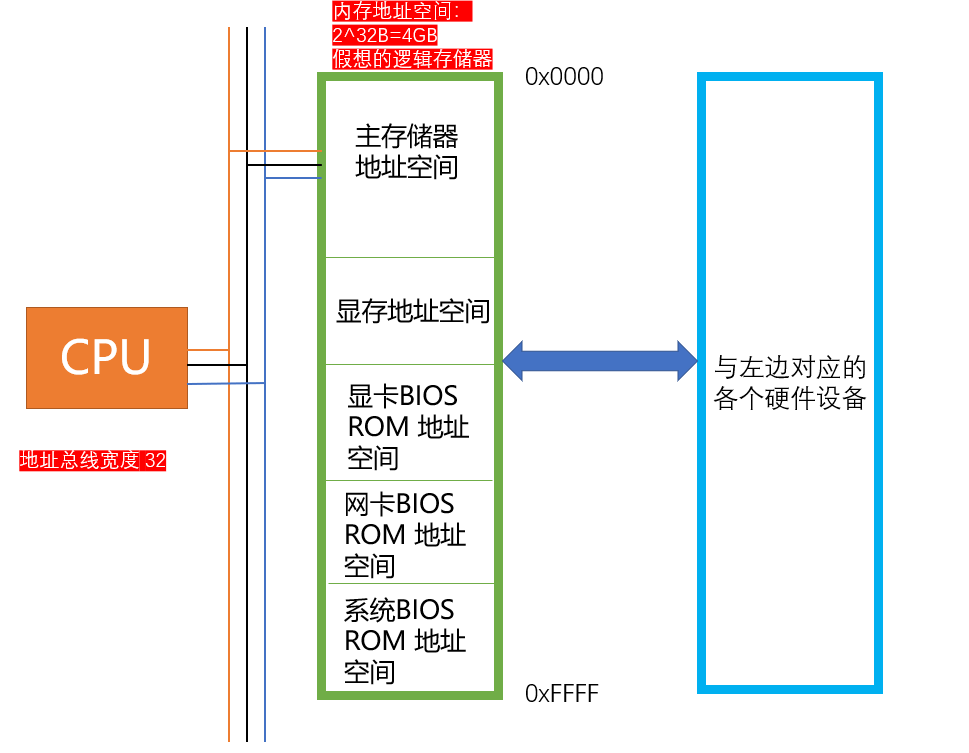 内存地址空间：
2^32B=4GB
假想的逻辑存储器
0x0000
主存储器
地址空间
显存地址空间
CPU
与左边对应的
各个硬件设备
显卡BIOS
ROM 地址
空间
地址总线宽度 32
网卡BIOS
ROM 地址
空间
系统BIOS
ROM 地址
空间
0xFFFF